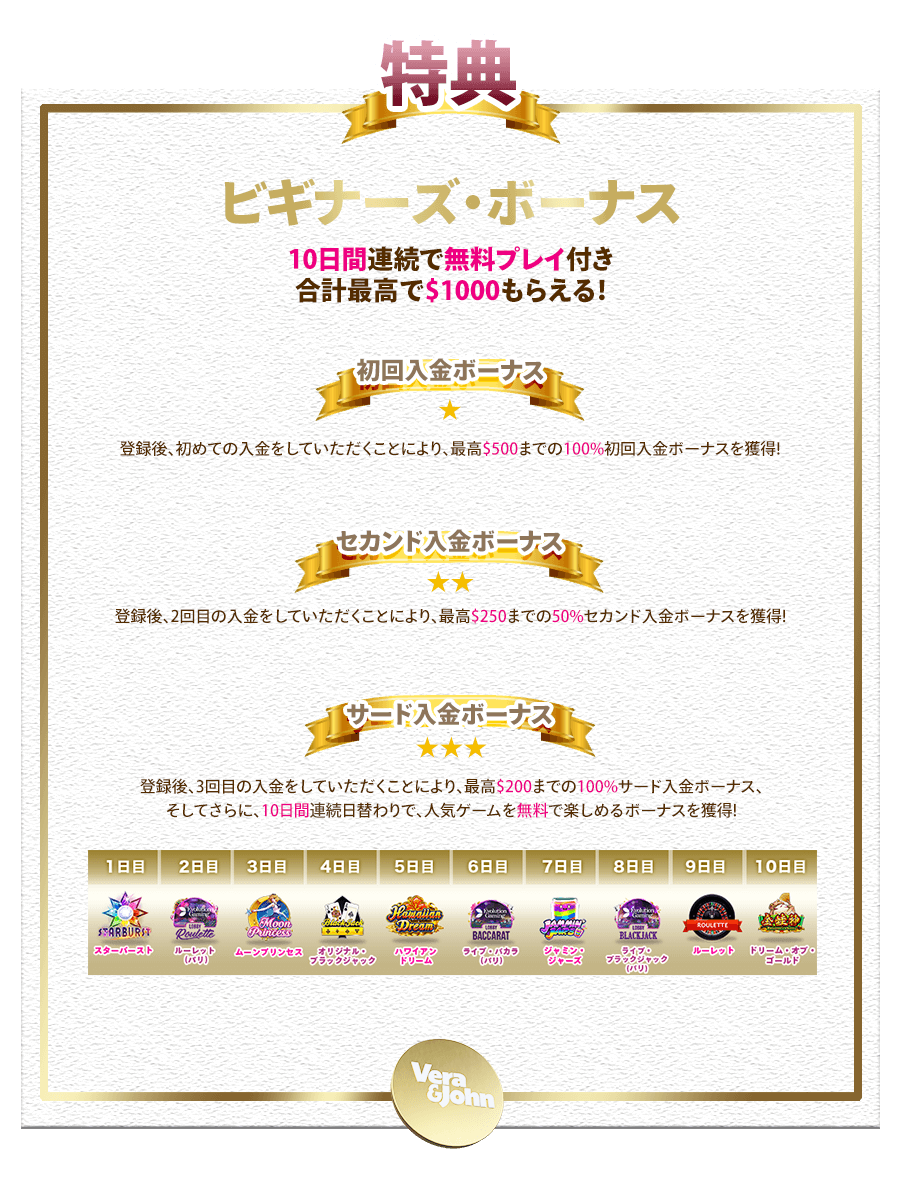 特典
ビギナーズ・ボーナス
10日間連続で無料プレイ付き
合計最高で$1000もらえる!
初回入金ボーナス
登録後、初めての入金をしていただくことにより、最高$500までの100%初回入金ボーナスを獲得!
セカンド入金ボーナス
登録後、2回目の入金をしていただくことにより、最高$250までの50%セカンド入金ボーナスを獲得!
サード入金ボーナス
登録後、3回目の入金をしていただくことにより、最高$200までの100%サード入金ボーナス、
そしてさらに、10日間連続日替わりで、人気ゲームを無料で楽しめるボーナスを獲得!
1日目 2日目 3日目 4日目 5日目 6日目 7日目 8日目 9日目 10日目
STARBURST
Evolution Gaming LOBBY Roulette
Moon Princess
BlackJack
Hawaiian Dream
Evolution Gaming LOBBY BACCARAT
JAMMIN' JARS
Evolution Gaming LOBBY BLACKJACK
ROULETTE
スターバースト
ルーレット
(パリ)
ムーンプリンセス
オリジナル・
ブラックジャック
ハワイアン
ドリーム
ライブ・バカラ
(パリ)
ジャミン・
ジャーズ
ライブ・
ブラックジャック
(パリ)
ルーレット
ドリーム・オブ・
ゴールド
Vera
&John